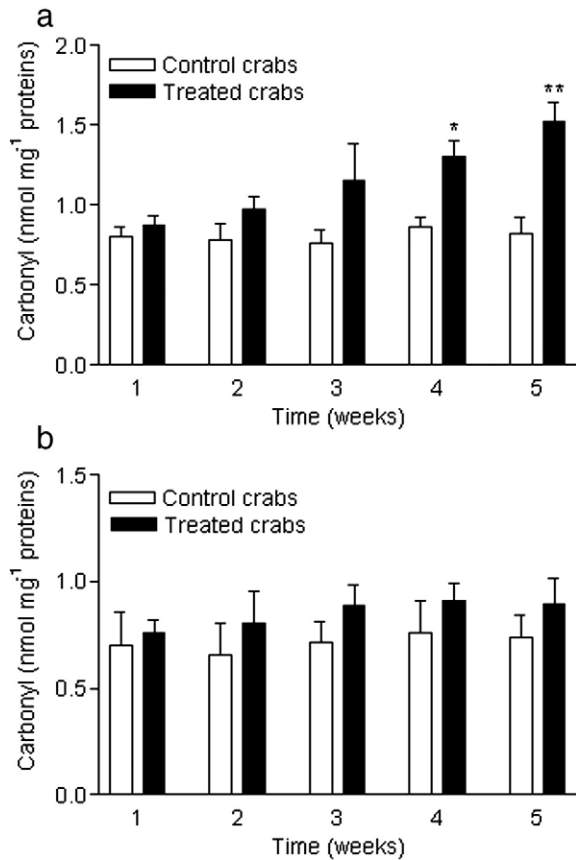 a
2.0
1.5
1.0
0.5
0.0
Carbonyl (nmol mg-1 proteins)
Control crabs
Treated crabs
*
**
1 2 3 4 5
Time (weeks)
b
1.5
1.0
0.5
0.0
Carbonyl (nmol mg-1 proteins)
Control crabs
Treated crabs
1 2 3 4 5
Time (weeks)